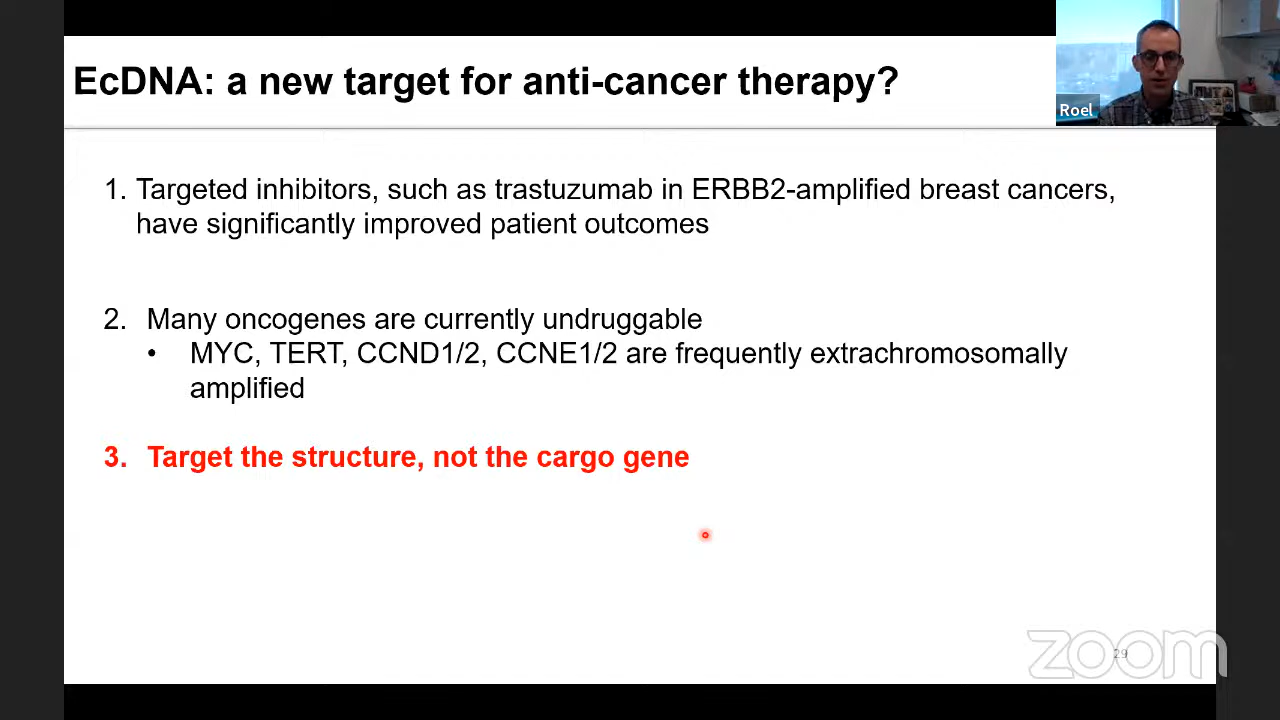 EcDNA: a new target for anti-cancer therapy?
Roel
1. Targeted inhibitors, such as trastuzumab in ERBB2-amplified breast cancers,
have significantly improved patient outcomes
2. Many oncogenes are currently undruggable
• MYC, TERT, CCND1/2, CCNE1/2 are frequently extrachromosomally
amplified
3. Target the structure, not the cargo gene
zoom
29